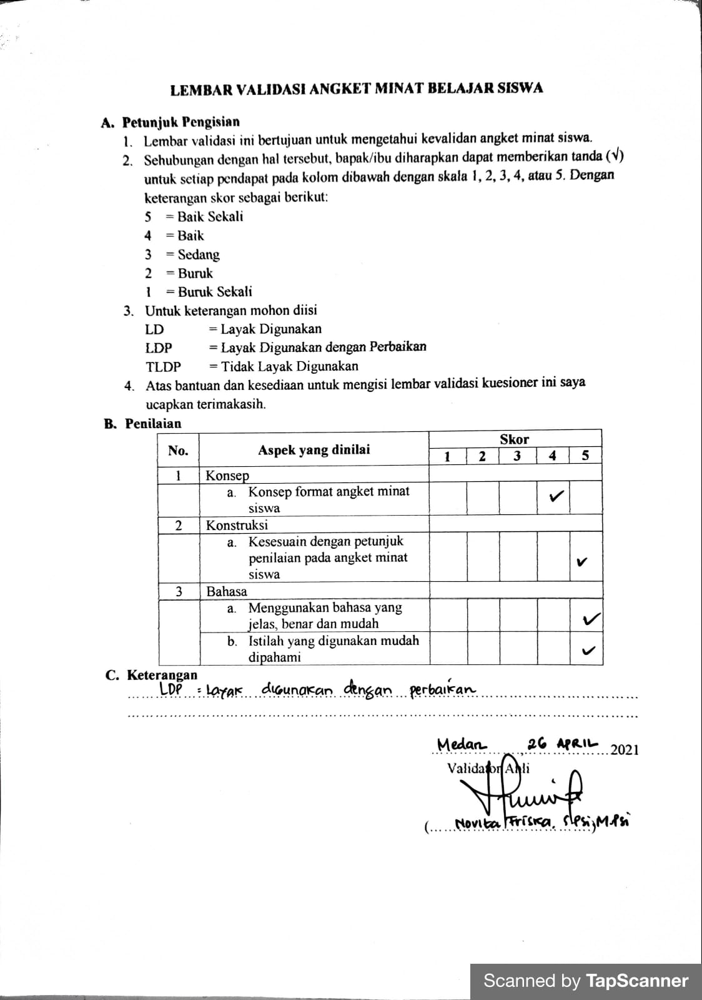 LEMBAR VALIDASI ANGKET MINAT BELAJAR SISWA
A. Petunjuk Pengisian
1. Lembar validasi ini bertujuan untuk mengetahui kevalidan angket minat siswa.
2. Sehubungan dengan hal tersebut, bapak/ibu diharapkan dapat memberikan tanda (√)
untuk setiap pendapat pada kolom dibawah dengan skala 1, 2, 3, 4, atau 5. Dengan
keterangan skor sebagai berikut:
5 = Baik Sekali
4 = Baik
3 = Sedang
2 = Buruk
1 = Buruk Sekali
3. Untuk keterangan mohon diisi
LD = Layak Digunakan
LDP = Layak Digunakan dengan Perbaikan
TLDP = Tidak Layak Digunakan
4. Atas bantuan dan kesediaan untuk mengisi lembar validasi kuesioner ini saya
ucapkan terimakasih.
B. Penilaian
No. Aspek yang dinilai Skor
1 2 3 4 5
1 Konsep
a. Konsep format angket minat ✓
siswa
2 Konstruksi
a. Kesesuain dengan petunjuk
penilaian pada angket minat ✓
siswa
3 Bahasa
a. Menggunakan bahasa yang ✓
jelas, benar dan mudah
b. Istilah yang digunakan mudah ✓
dipahami
C. Keterangan
LDP : Layak digunakan dengan perbaikan
Medan, 26 APRIL 2021
Validator Ahli
(Novita Friska, S.Psi, M.Psi
Scanned by TapScanner